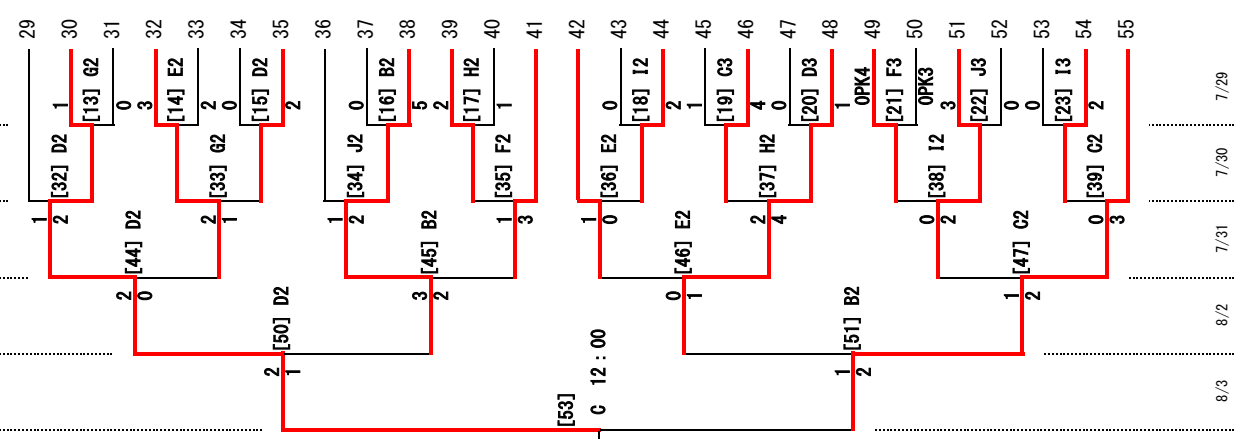 29 30 31 32 33 34 35 36 37 38 39 40 41 42 43 44 45 46 47 48 49 50 51 52 53 54 55
1 [13] G2 0 3 [14] E2 2 0 [15] D2 2 0 [16] B2 5 2 [17] H2 1 0 [18] I2 2 1 [19] C3 4 0 [20] D3 1 0PK4 [21] F3 0PK3 3 [22] J3 0 0 [23] I3 2 7/29
[32] D2 [33] G2 [34] J2 [35] F2 [36] E2 [37] H2 [38] I2 [39] C2 7/30
1 2 2 1 1 2 1 3 1 0 2 4 0 2 0 3
[44] D2 [45] B2 [46] E2 [47] C2 7/31
2 0 3 2 0 1 1 2
[50] D2 [51] B2 8/2
2 1 1 2
[53] C 12:00 8/3